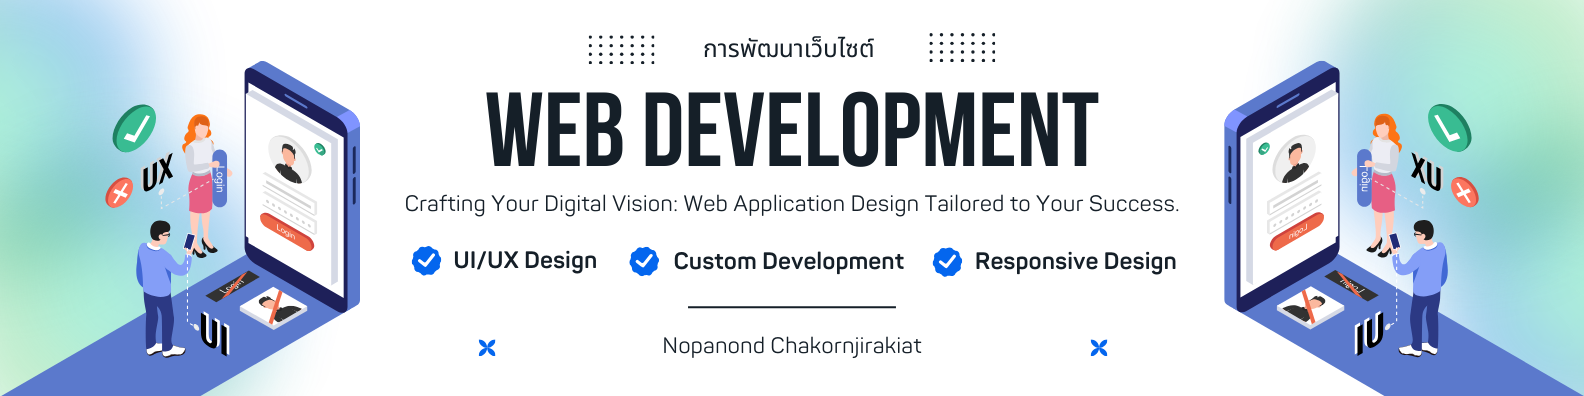 การพัฒนาเว็บไซต์
WEB DEVELOPMENT
Crafting Your Digital Vision: Web Application Design Tailored to Your Success.
UI/UX Design
Custom Development
Responsive Design
Nopanond Chakornjirakiat
UX
Login
Login
Login
UI
UX
Login
Login
Login
UI